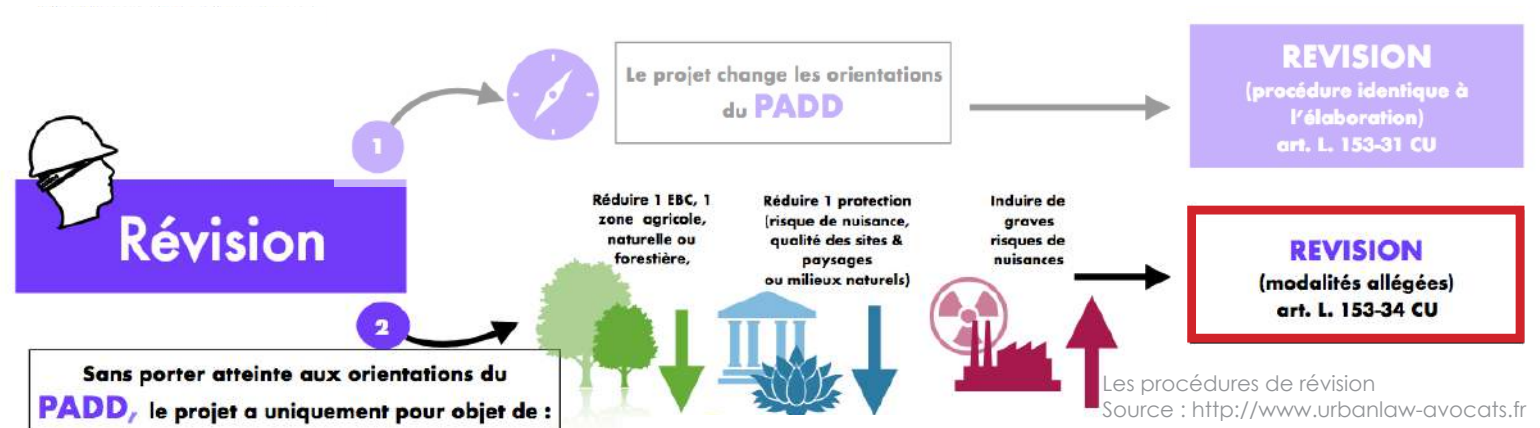 Révision
1
Le projet change les orientations
du PADD
REVISION
(procédure identique à
l'élaboration)
art. L. 153-31 CU
2
Sans porter atteinte aux orientations du
PADD, le projet a uniquement pour objet de :
Réduire 1 EBC, 1
zone agricole,
naturelle ou
forestière,
Réduire 1 protection
(risque de nuisance,
qualité des sites &
paysages
ou milieux naturels)
Induire de
graves
risques de
nuisances
REVISION
(modalités allégées)
art. L. 153-34 CU
Les procédures de révision
Source : http://www.urbanlaw-avocats.fr